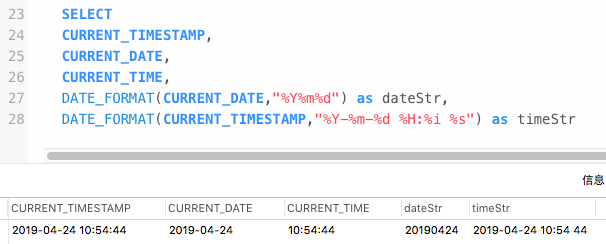 23 SELECT
24 CURRENT_TIMESTAMP,
25 CURRENT_DATE,
26 CURRENT_TIME,
27 DATE_FORMAT(CURRENT_DATE,"%Y%m%d") as dateStr,
28 DATE_FORMAT(CURRENT_TIMESTAMP,"%Y-%m-%d %H:%i %s") as timeStr
信息
CURRENT_TIMESTAMP CURRENT_DATE CURRENT_TIME dateStr timeStr
2019-04-24 10:54:44 2019-04-24 10:54:44 20190424 2019-04-24 10:54 44